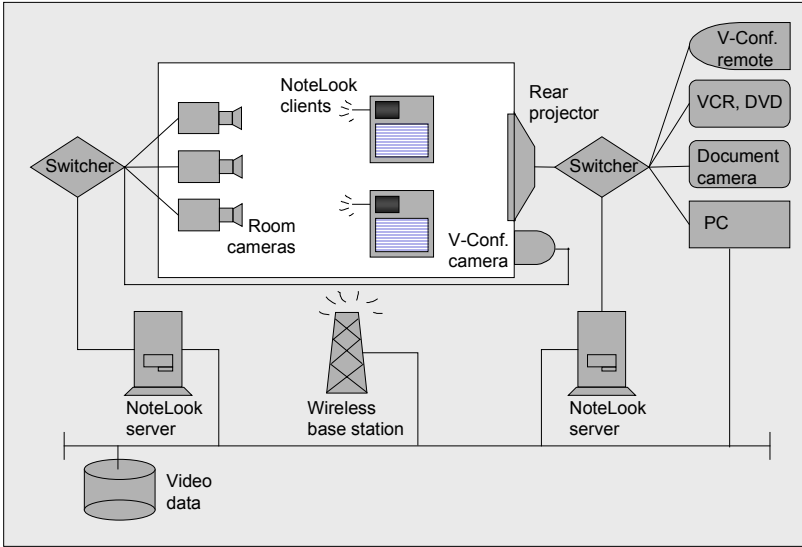 V-Conf.
remote
NoteLook
clients
Rear
projector
VCR, DVD
Switcher
Switcher
Document
camera
Room
cameras
V-Conf.
camera
PC
NoteLook
server
Wireless
base station
NoteLook
server
Video
data